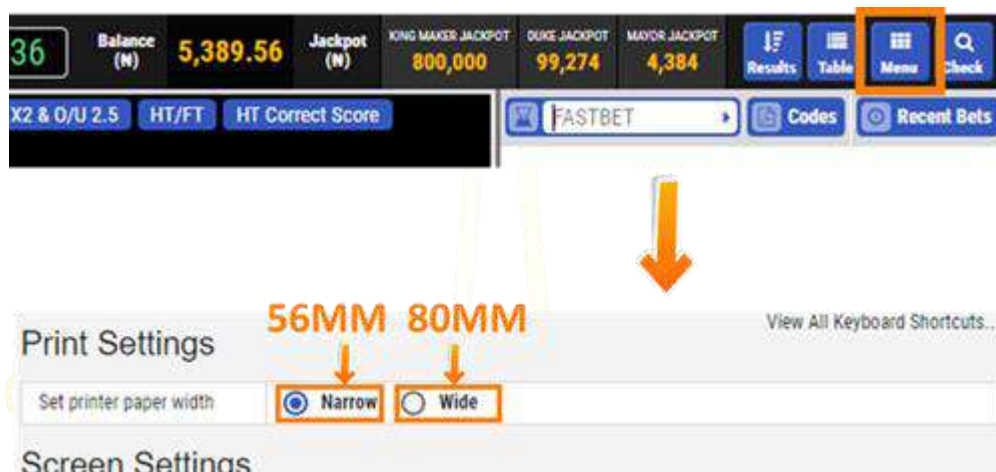 36 Balance (N) 5,389.56 Jackpot (N) KING MAKER JACKPOT 800,000 DUKE JACKPOT 99,274 MAYOR JACKPOT 4,384 Results Table Menu Check
X2 & O/U 2.5 HT/FT HT Correct Score FASTBET Codes Recent Bets
56MM 80MM
View All Keyboard Shortcuts...
Print Settings
Set printer paper width Narrow Wide
Screen Settings